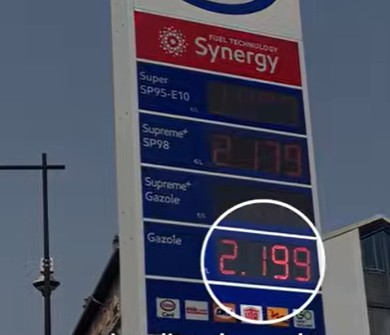 FUEL TECHNOLOGY
Synergy
Super
SP95-E10
€/L
Supreme+
SP98
€/L
2.179
Supreme+
Gazole
€/L
Gazole
2.199